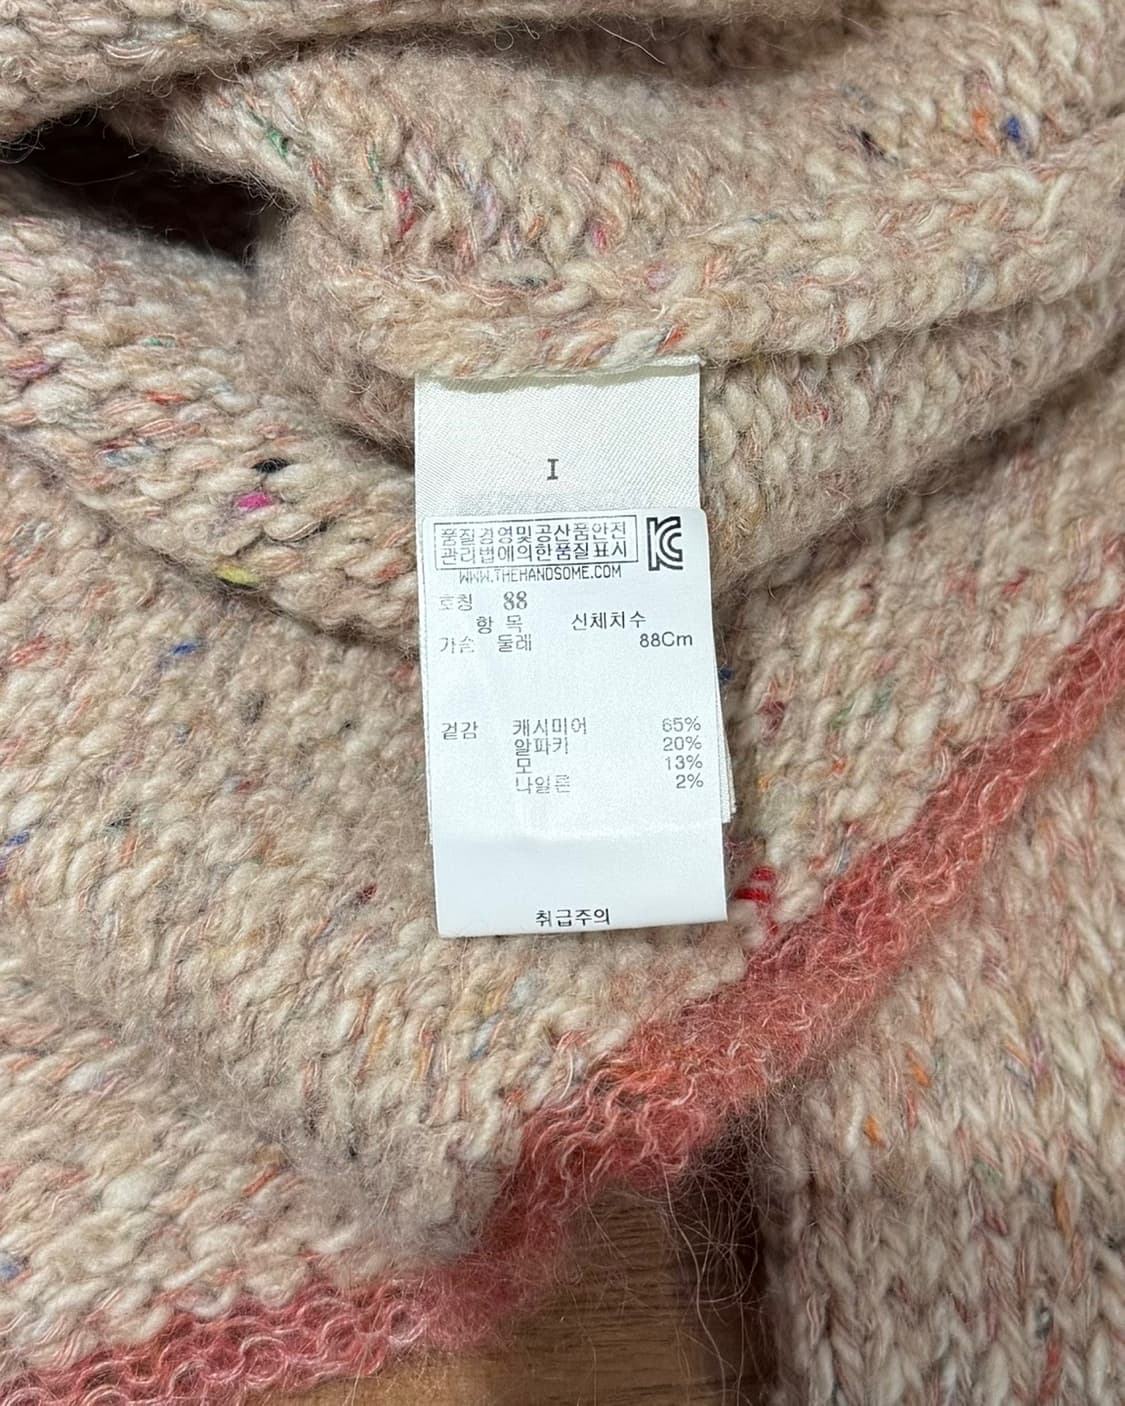 I
품질경영및공산품안전
관리법에의한품질표시
WWW.THEHANDSOME.COM
호칭 88
항 목 신체치수
가슴 둘레 88Cm
겉감 캐시미어 65%
알파카 20%
모 13%
나일론 2%
취급주의